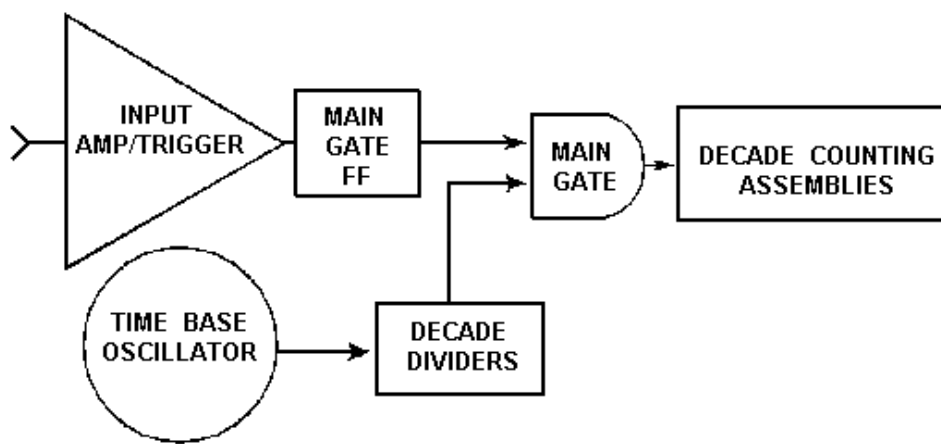 INPUT
AMP/TRIGGER
MAIN
GATE
FF
MAIN
GATE
DECADE COUNTING
ASSEMBLIES
TIME BASE
OSCILLATOR
DECADE
DIVIDERS